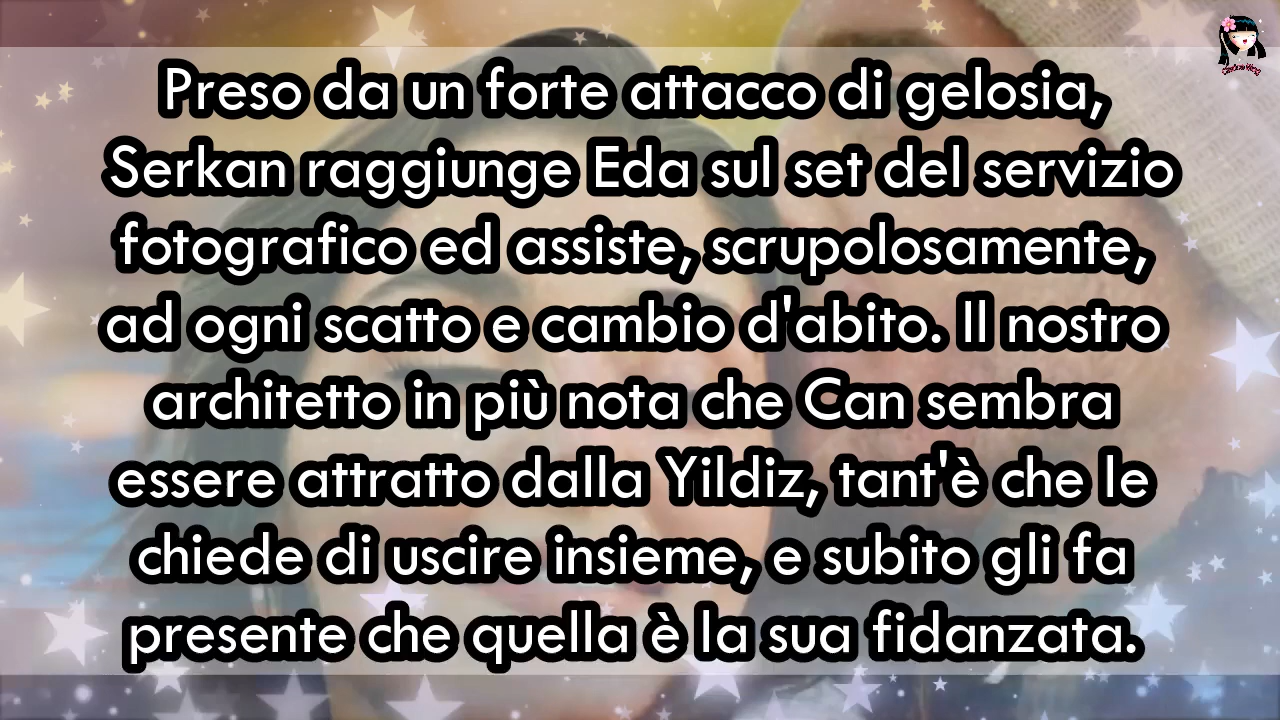 Preso da un forte attacco di gelosia,
Serkan raggiunge Eda sul set del servizio
fotografico ed assiste, scrupolosamente,
ad ogni scatto e cambio d'abito. Il nostro
architetto in più nota che Can sembra
essere attratto dalla Yildiz, tant'è che le
chiede di uscire insieme, e subito gli fa
presente che quella è la sua fidanzata.